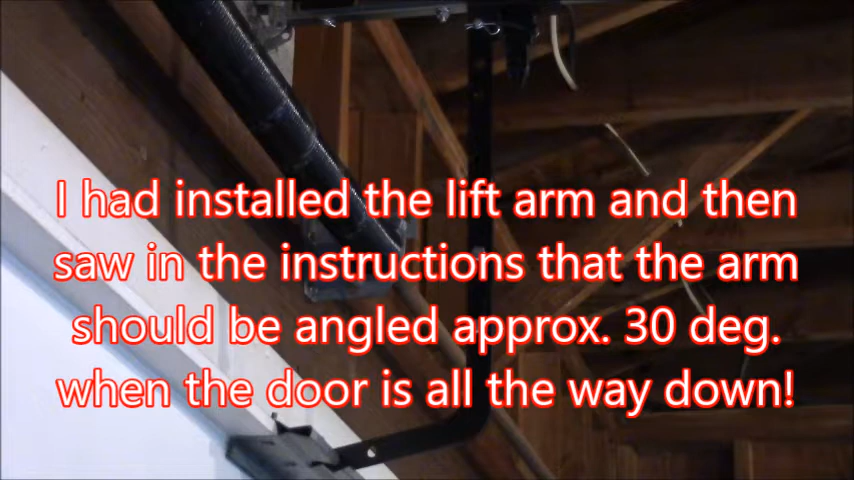 I had installed the lift arm and then
saw in the instructions that the arm
should be angled approx. 30 deg.
when the door is all the way down!